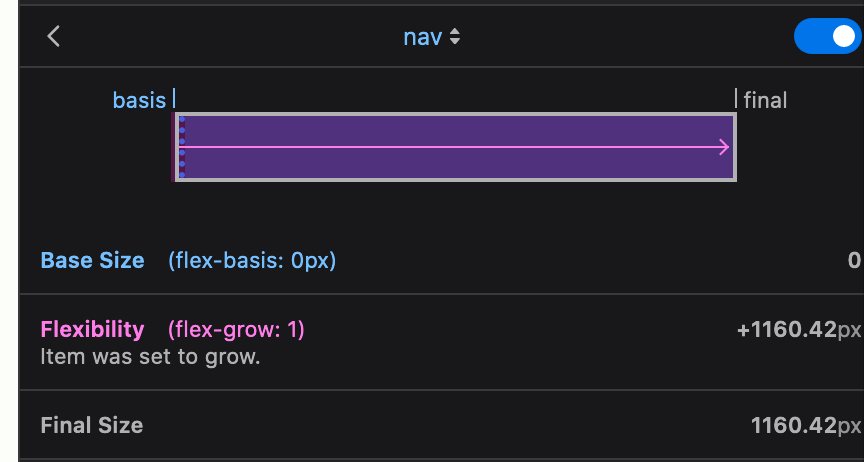 nav
basis
final
Base Size (flex-basis: 0px) 0
Flexibility (flex-grow: 1) +1160.42px
Item was set to grow.
Final Size 1160.42px